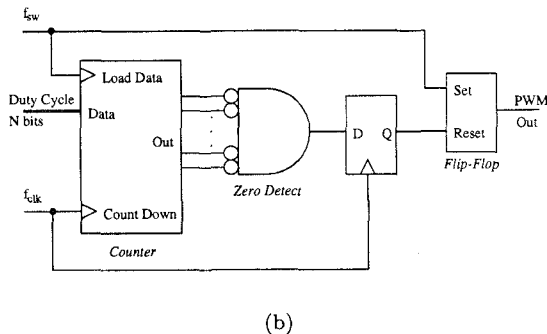 f_sw
Load Data
Duty Cycle
N bits
Data
Out
f_clk
Count Down
Counter
Zero Detect
D Q
Set
Reset
Flip-Flop
PWM
Out
(b)